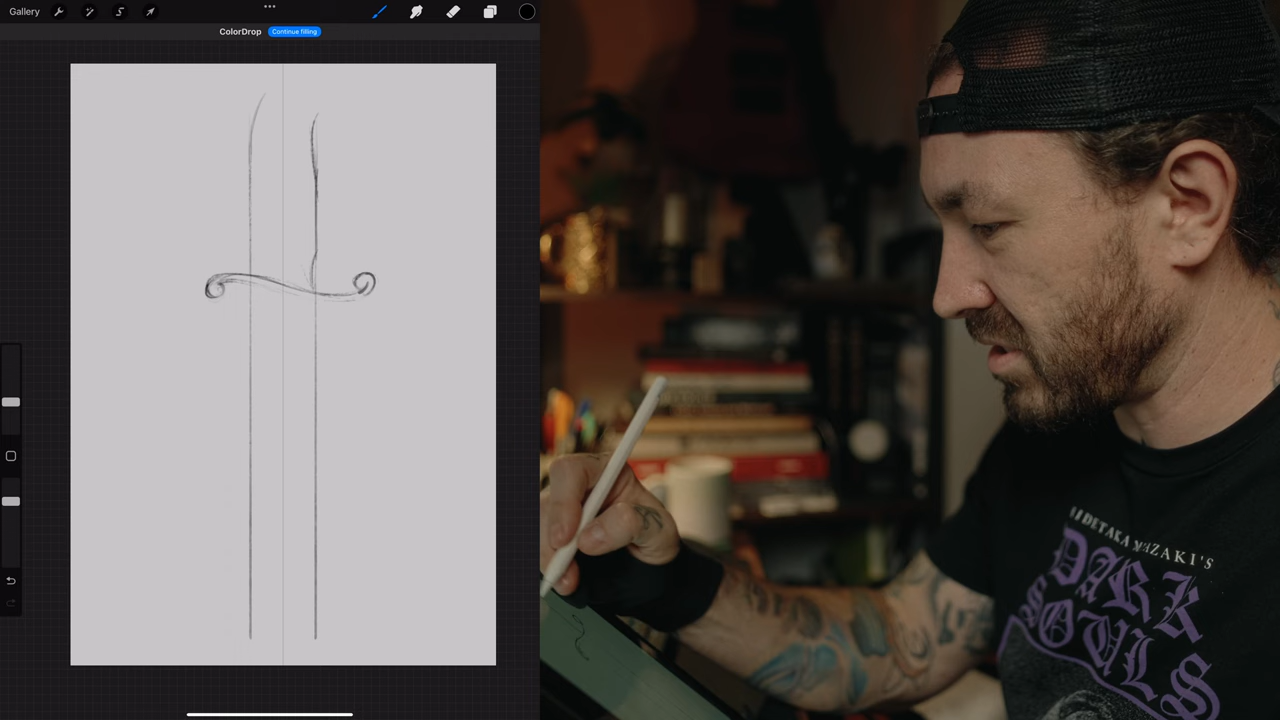 Gallery
ColorDrop
Continue filling
HIDETAKA MIYAZAKI'S
DARK
SOULS